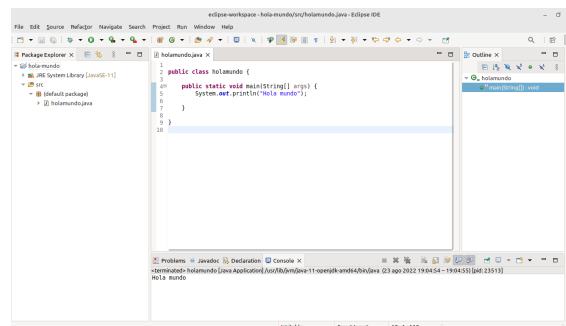 eclipse-workspace - hola-mundo/src/holamundo.java - Eclipse IDE
File Edit Source Refactor Navigate Search Project Run Window Help
Package Explorer
hola-mundo
JRE System Library [JavaSE-11]
src
(default package)
holamundo.java
holamundo.java
1
2 public class holamundo {
3
4 public static void main(String[] args) {
5 System.out.println("Hola mundo");
6
7 }
8
9 }
10
Outline
holamundo
main(String[]) : void
Problems Javadoc Declaration Console
<terminated> holamundo [Java Application] /usr/lib/jvm/java-11-openjdk-amd64/bin/java (23 ago 2022 19:04:54 – 19:04:55) [pid: 23513]
Hola mundo